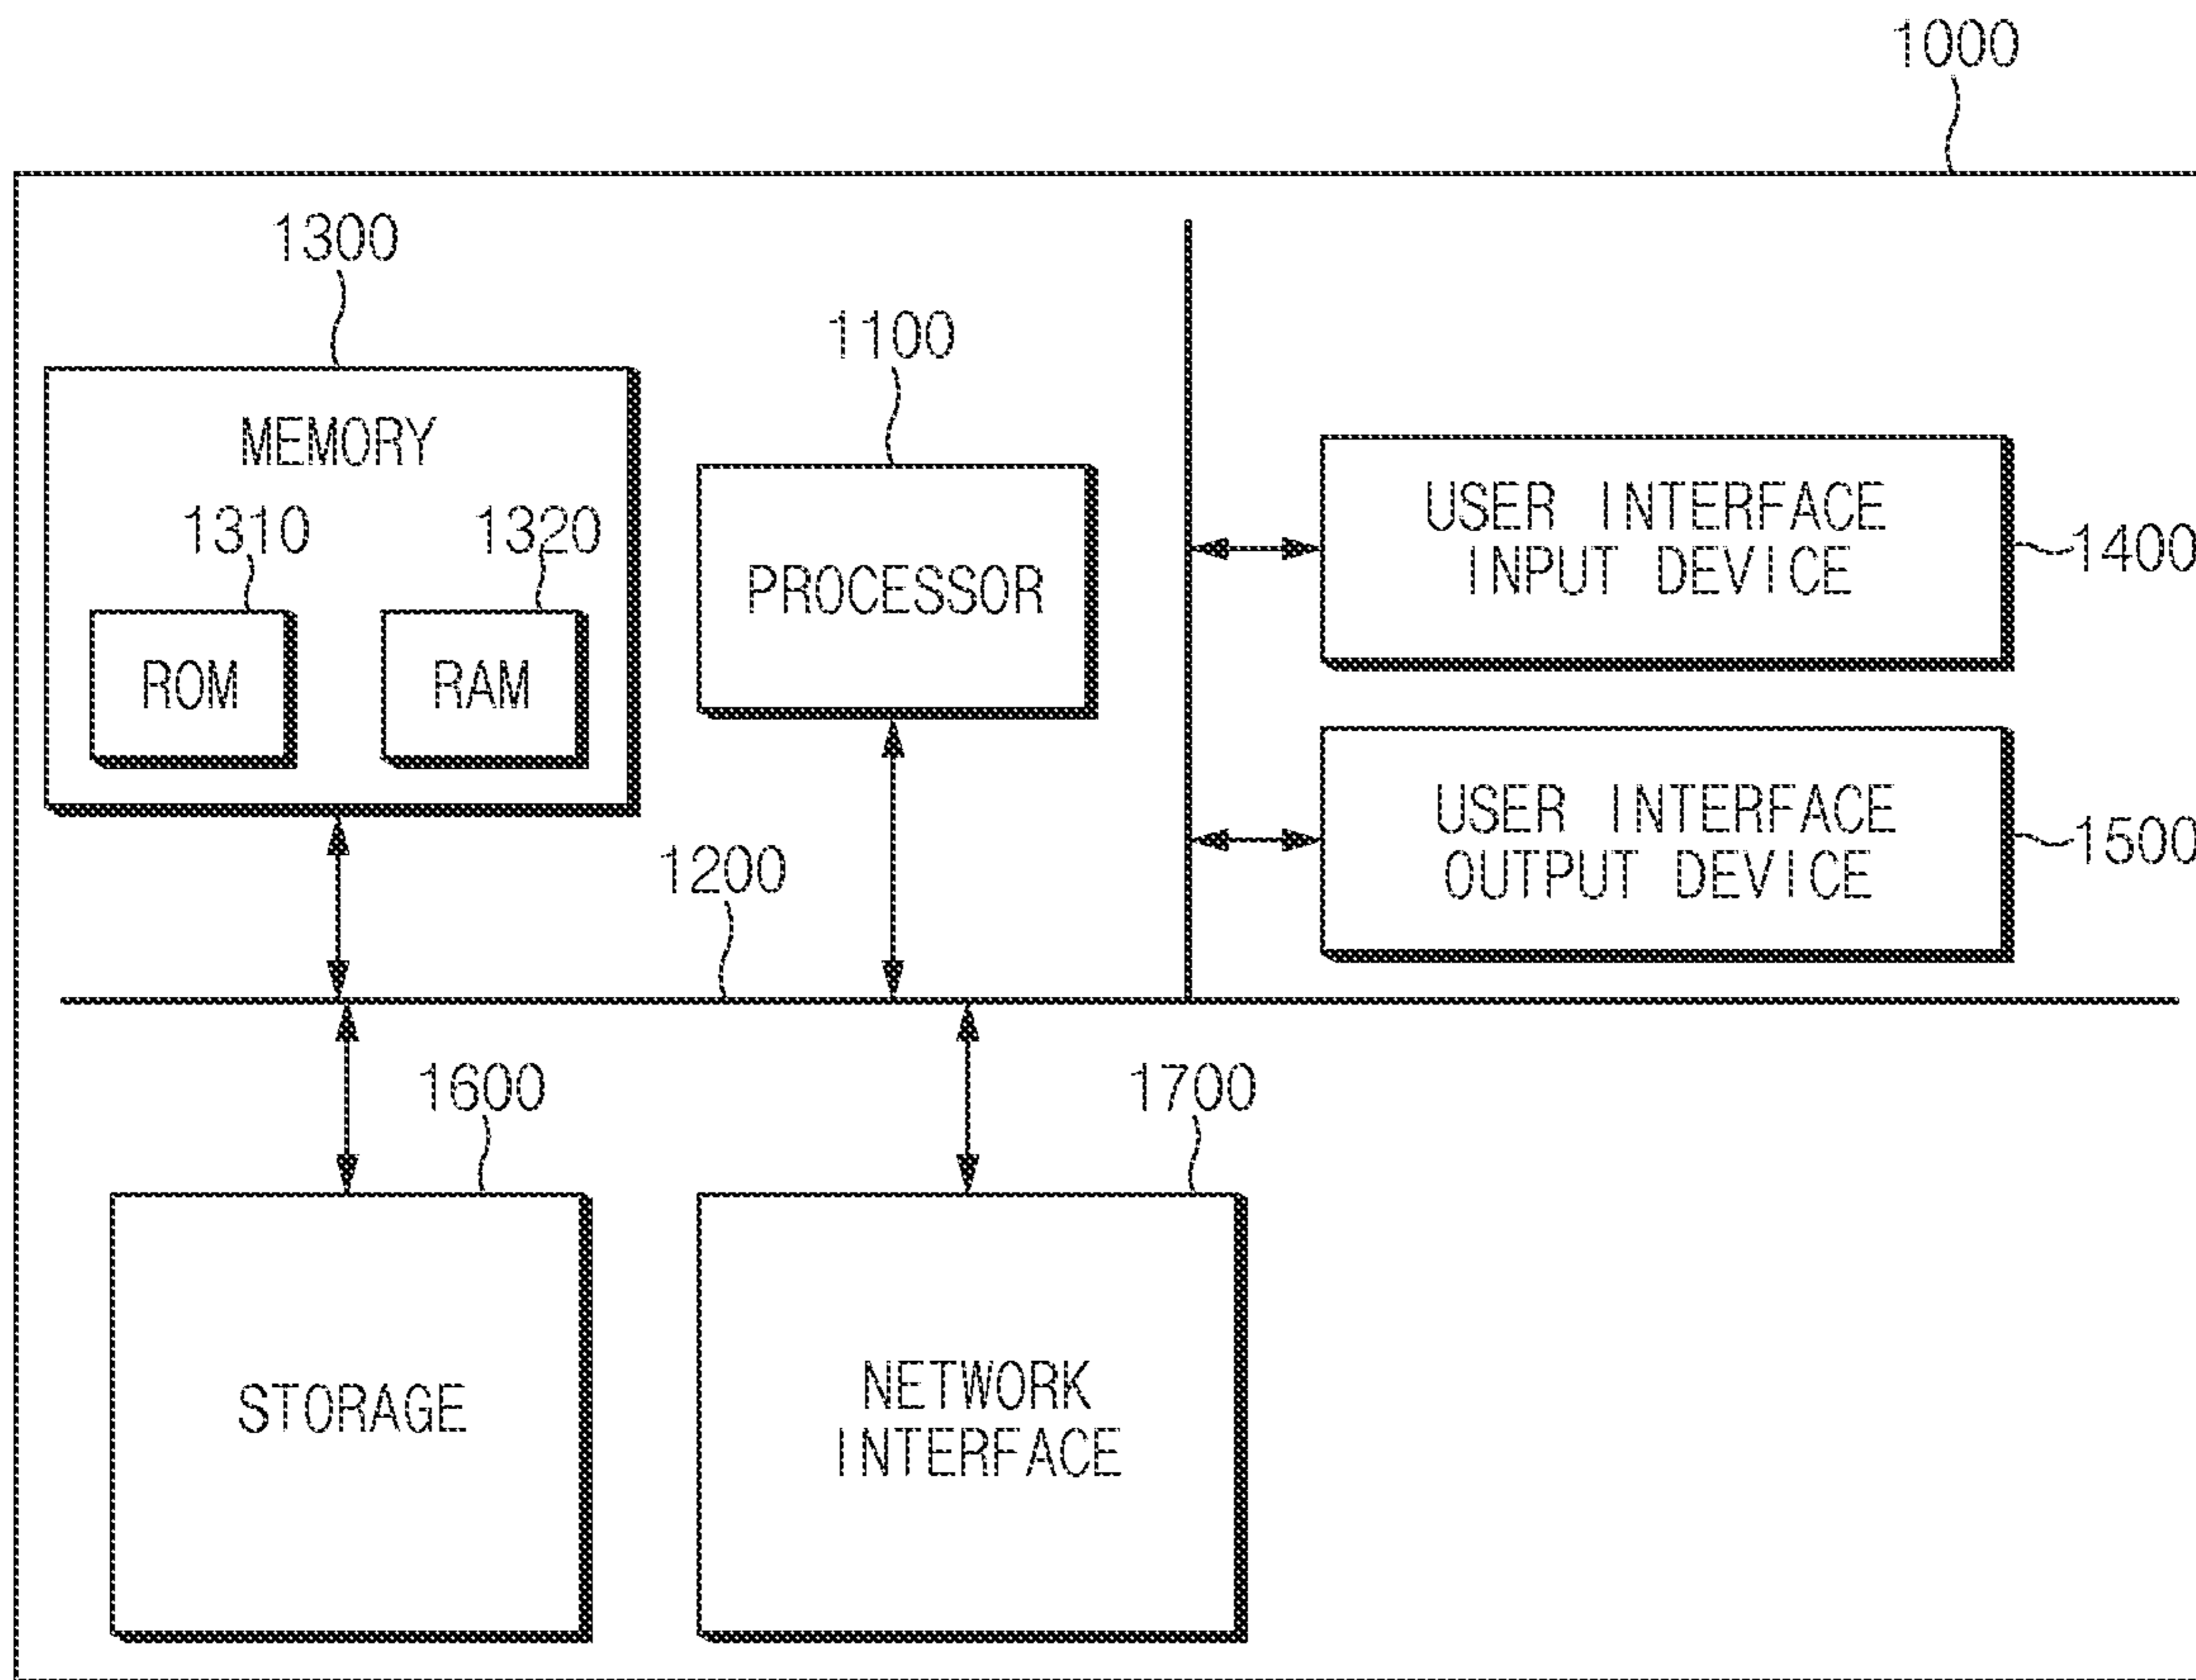 1000
1300
1100
MEMORY
1310
1320
ROM
RAM
PROCESSOR
USER INTERFACE
INPUT DEVICE
1400
USER INTERFACE
OUTPUT DEVICE
1500
1200
1600
1700
STORAGE
NETWORK
INTERFACE